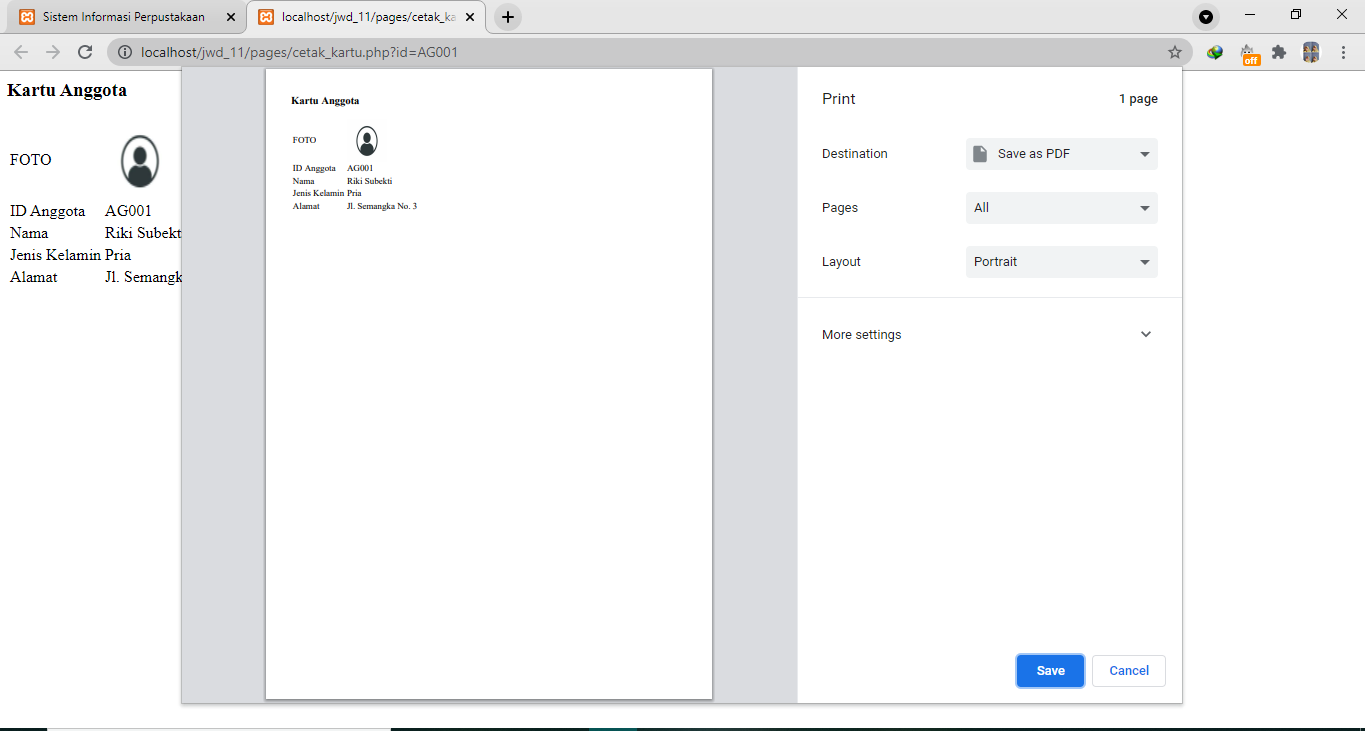 Sistem Informasi Perpustakaan
localhost/jwd_11/pages/cetak_ka
localhost/jwd_11/pages/cetak_kartu.php?id=AG001
off
Kartu Anggota
FOTO
ID Anggota AG001
Nama Riki Subekt
Jenis Kelamin Pria
Alamat Jl. Semangk
Kartu Anggota
FOTO
ID Anggota AG001
Nama Riki Subekti
Jenis Kelamin Pria
Alamat Jl. Semangka No. 3
Print 1 page
Destination Save as PDF
Pages All
Layout Portrait
More settings
Save Cancel